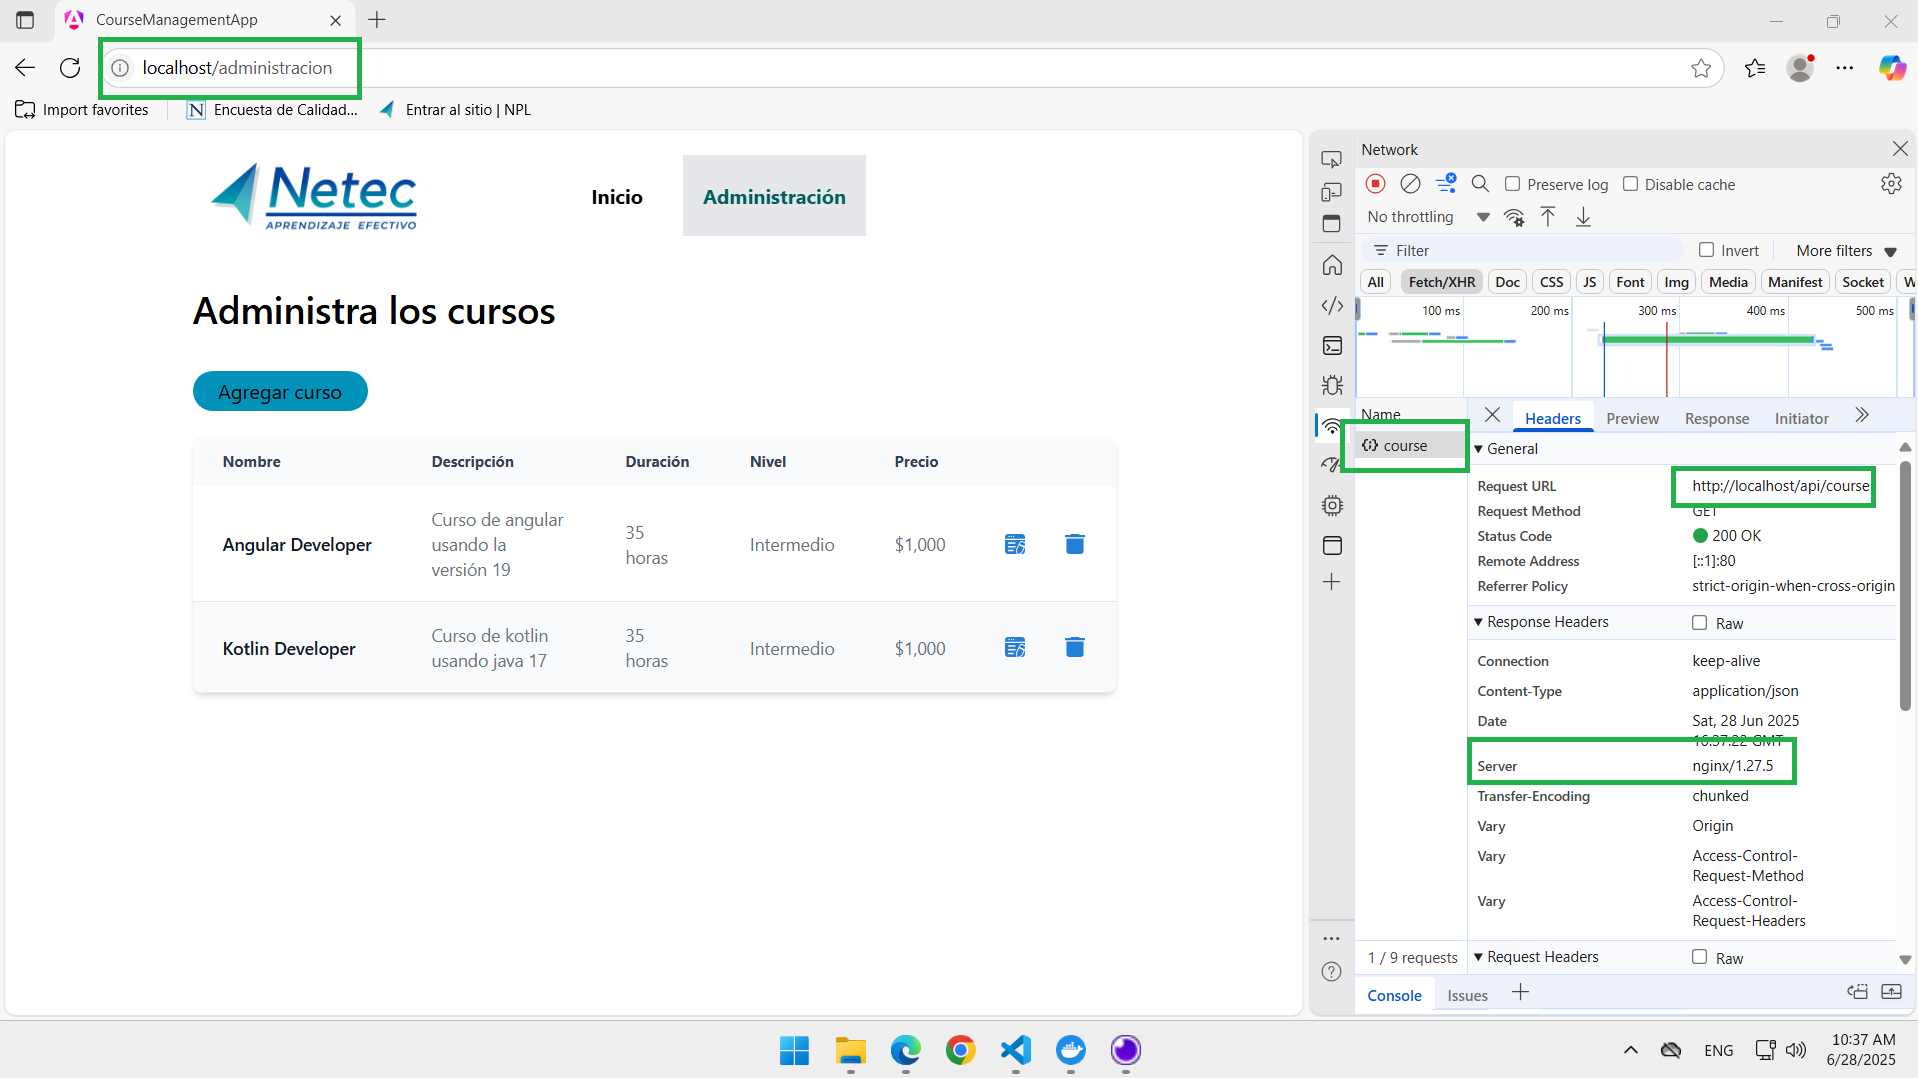 CourseManagementApp
localhost/administracion
Import favorites
Encuesta de Calidad...
Entrar al sitio | NPL
Netec
APRENDIZAJE EFECTIVO
Inicio
Administración
Administra los cursos
Agregar curso
Nombre Descripción Duración Nivel Precio
Angular Developer
Curso de angular
usando la
versión 19
35
horas
Intermedio
$1,000
Kotlin Developer
Curso de kotlin
usando java 17
35
horas
Intermedio
$1,000
Network
Preserve log
Disable cache
No throttling
Filter
Invert
More filters
All Fetch/XHR Doc CSS JS Font Img Media Manifest Socket W
100 ms 200 ms 300 ms 400 ms 500 ms
Name
{;} course
Headers Preview Response Initiator
General
Request URL http://localhost/api/course
Request Method GET
Status Code 200 OK
Remote Address [::1]:80
Referrer Policy strict-origin-when-cross-origin
Response Headers Raw
Connection keep-alive
Content-Type application/json
Date Sat, 28 Jun 2025
16:37:22 GMT
Server nginx/1.27.5
Transfer-Encoding chunked
Vary Origin
Vary Access-Control-
Request-Method
Vary Access-Control-
Request-Headers
1 / 9 requests
Request Headers Raw
Console Issues
ENG
10:37 AM
6/28/2025